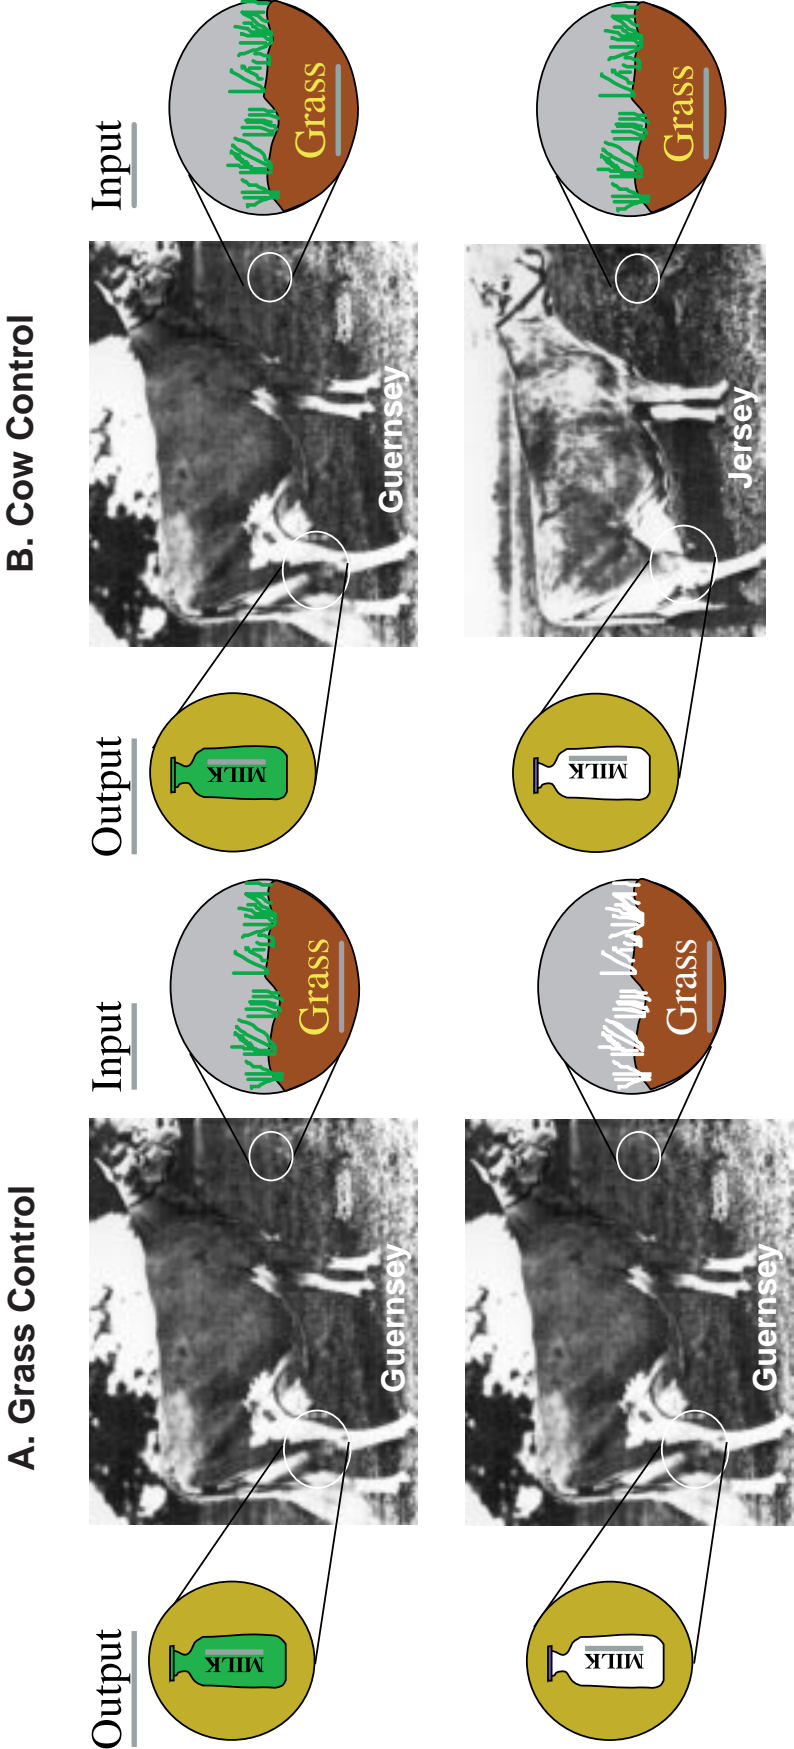 A. Grass Control
Output
Input
MILK
Guernsey
Grass
MILK
Guernsey
Grass
B. Cow Control
Output
Input
MILK
Guernsey
Grass
MILK
Jersey
Grass